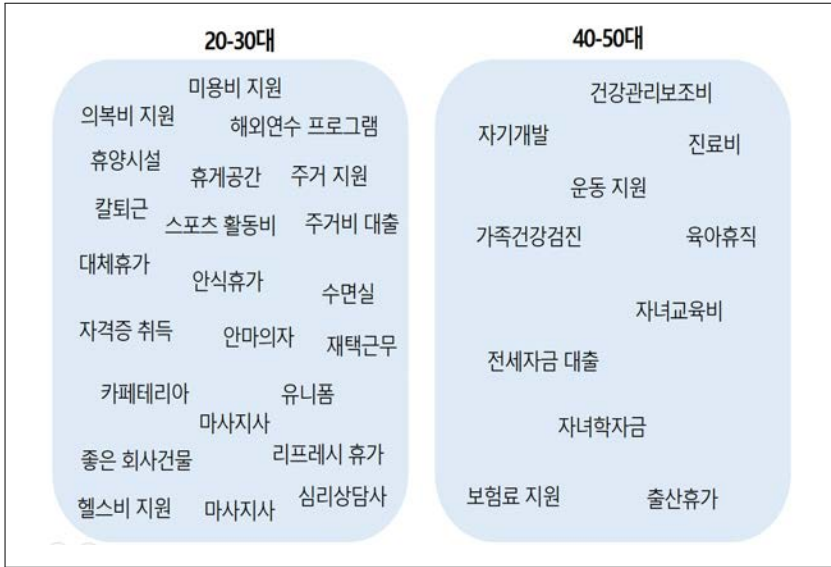 20-30대
미용비 지원
의복비 지원
해외연수 프로그램
휴양시설
휴게공간
주거 지원
칼퇴근
스포츠 활동비
주거비 대출
대체휴가
안식휴가
수면실
자격증 취득
안마의자
재택근무
카페테리아
유니폼
마사지사
좋은 회사건물
리프레시 휴가
헬스비 지원
마사지사
심리상담사
40-50대
건강관리보조비
자기개발
진료비
운동 지원
가족건강검진
육아휴직
자녀교육비
전세자금 대출
자녀학자금
보험료 지원
출산휴가